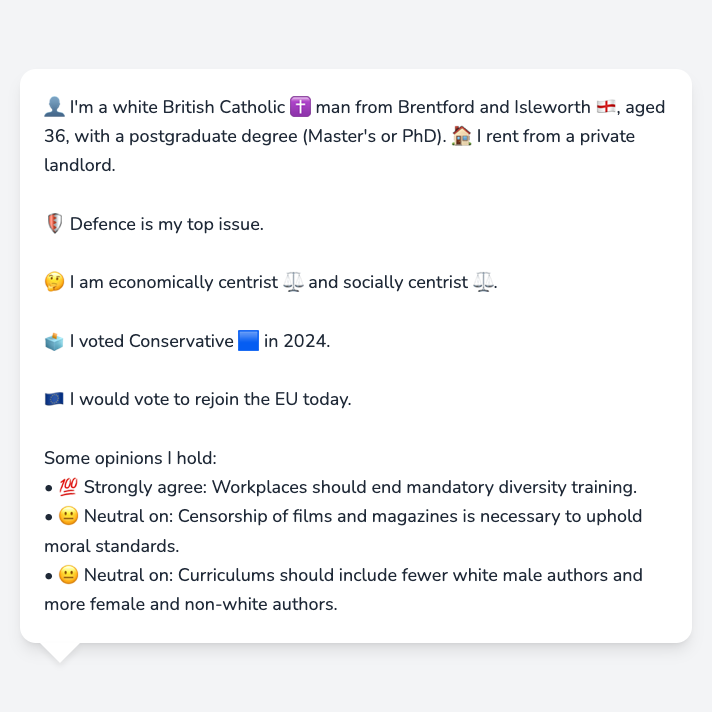 👤 I'm a white British Catholic ✝️ man from Brentford and Isleworth 🏴󠁧󠁢󠁥󠁮󠁧󠁿, aged
36, with a postgraduate degree (Master's or PhD). 🏠 I rent from a private
landlord.
🛡️ Defence is my top issue.
🤔 I am economically centrist ⚖️ and socially centrist ⚖️.
🗳️ I voted Conservative 🟦 in 2024.
🇪🇺 I would vote to rejoin the EU today.
Some opinions I hold:
• 💯 Strongly agree: Workplaces should end mandatory diversity training.
• 😐 Neutral on: Censorship of films and magazines is necessary to uphold
moral standards.
• 😐 Neutral on: Curriculums should include fewer white male authors and
more female and non-white authors.